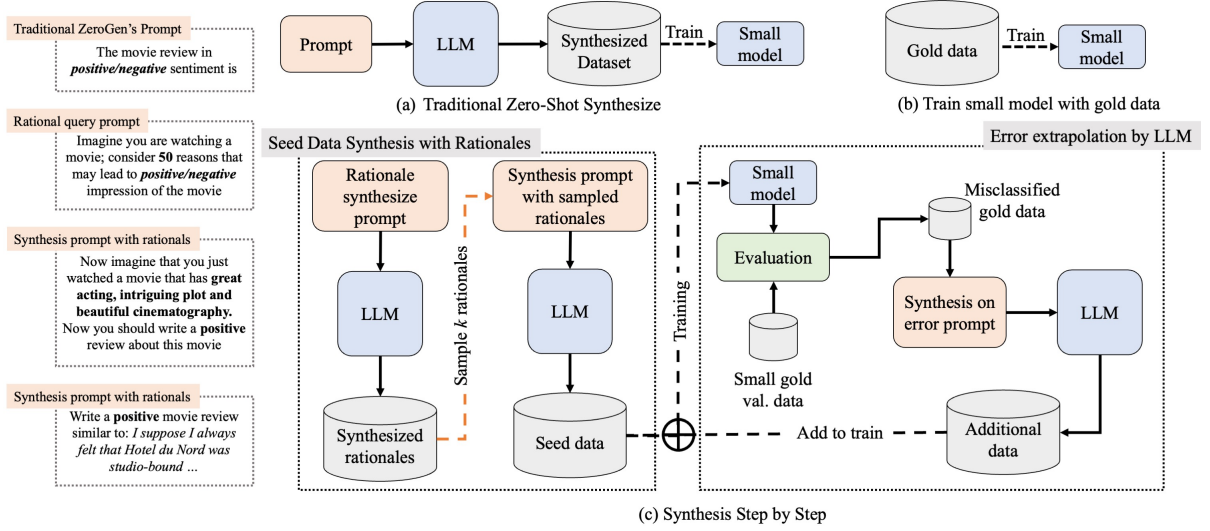 Traditional ZeroGen's Prompt
The movie review in
positive/negative sentiment is
Rational query prompt
Imagine you are watching a
movie; consider 50 reasons that
may lead to positive/negative
impression of the movie
Synthesis prompt with rationals
Now imagine that you just
watched a movie that has great
acting, intriguing plot and
beautiful cinematography.
Now you should write a positive
review about this movie
Synthesis prompt with rationals
Write a positive movie review
similar to: I suppose I always
felt that Hotel du Nord was
studio-bound ...
Prompt
LLM
Synthesized
Dataset
Train
Small
model
(a) Traditional Zero-Shot Synthesize
Gold data
Train
Small
model
(b) Train small model with gold data
Seed Data Synthesis with Rationales
Rationale
synthesize
prompt
LLM
Synthesized
rationales
Sample k rationales
Synthesis prompt
with sampled
rationales
LLM
Seed data
Training
Error extrapolation by LLM
Small
model
Evaluation
Small gold
val. data
Misclassified
gold data
Synthesis on
error prompt
LLM
Additional
data
Add to train
(c) Synthesis Step by Step